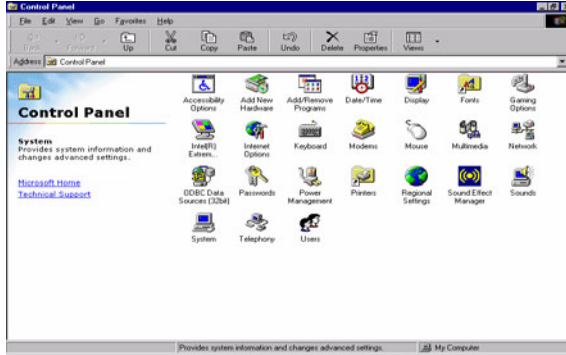 Control Panel
File Edit View Go Favorites Help
Back Forward Up Cut Copy Paste Undo Delete Properties Views
Address Control Panel
Control Panel
System
Provides system information and
changes advanced settings.
Microsoft Home
Technical Support
Accessibility Options
Add New Hardware
Add/Remove Programs
Date/Time
Display
Fonts
Gaming Options
Intel(R) Extrem...
Internet Options
Keyboard
Modems
Mouse
Multimedia
Network
ODBC Data Sources (32bit)
Passwords
Power Management
Printers
Regional Settings
Sound Effect Manager
Sounds
System
Telephony
Users
Provides system information and changes advanced settings.
My Computer